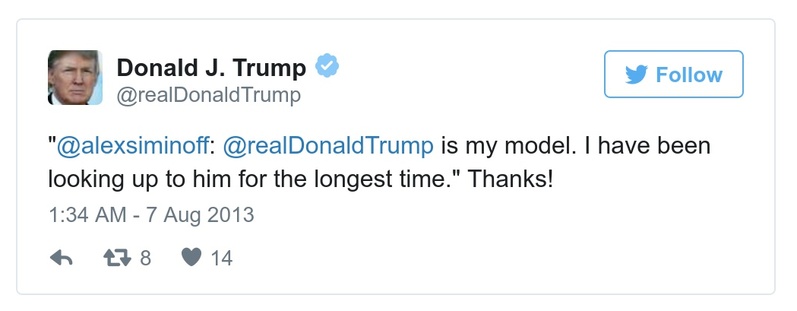 Donald J. Trump
@realDonaldTrump
Follow
"@alexsiminoff: @realDonaldTrump is my model. I have been
looking up to him for the longest time." Thanks!
1:34 AM - 7 Aug 2013
8 14